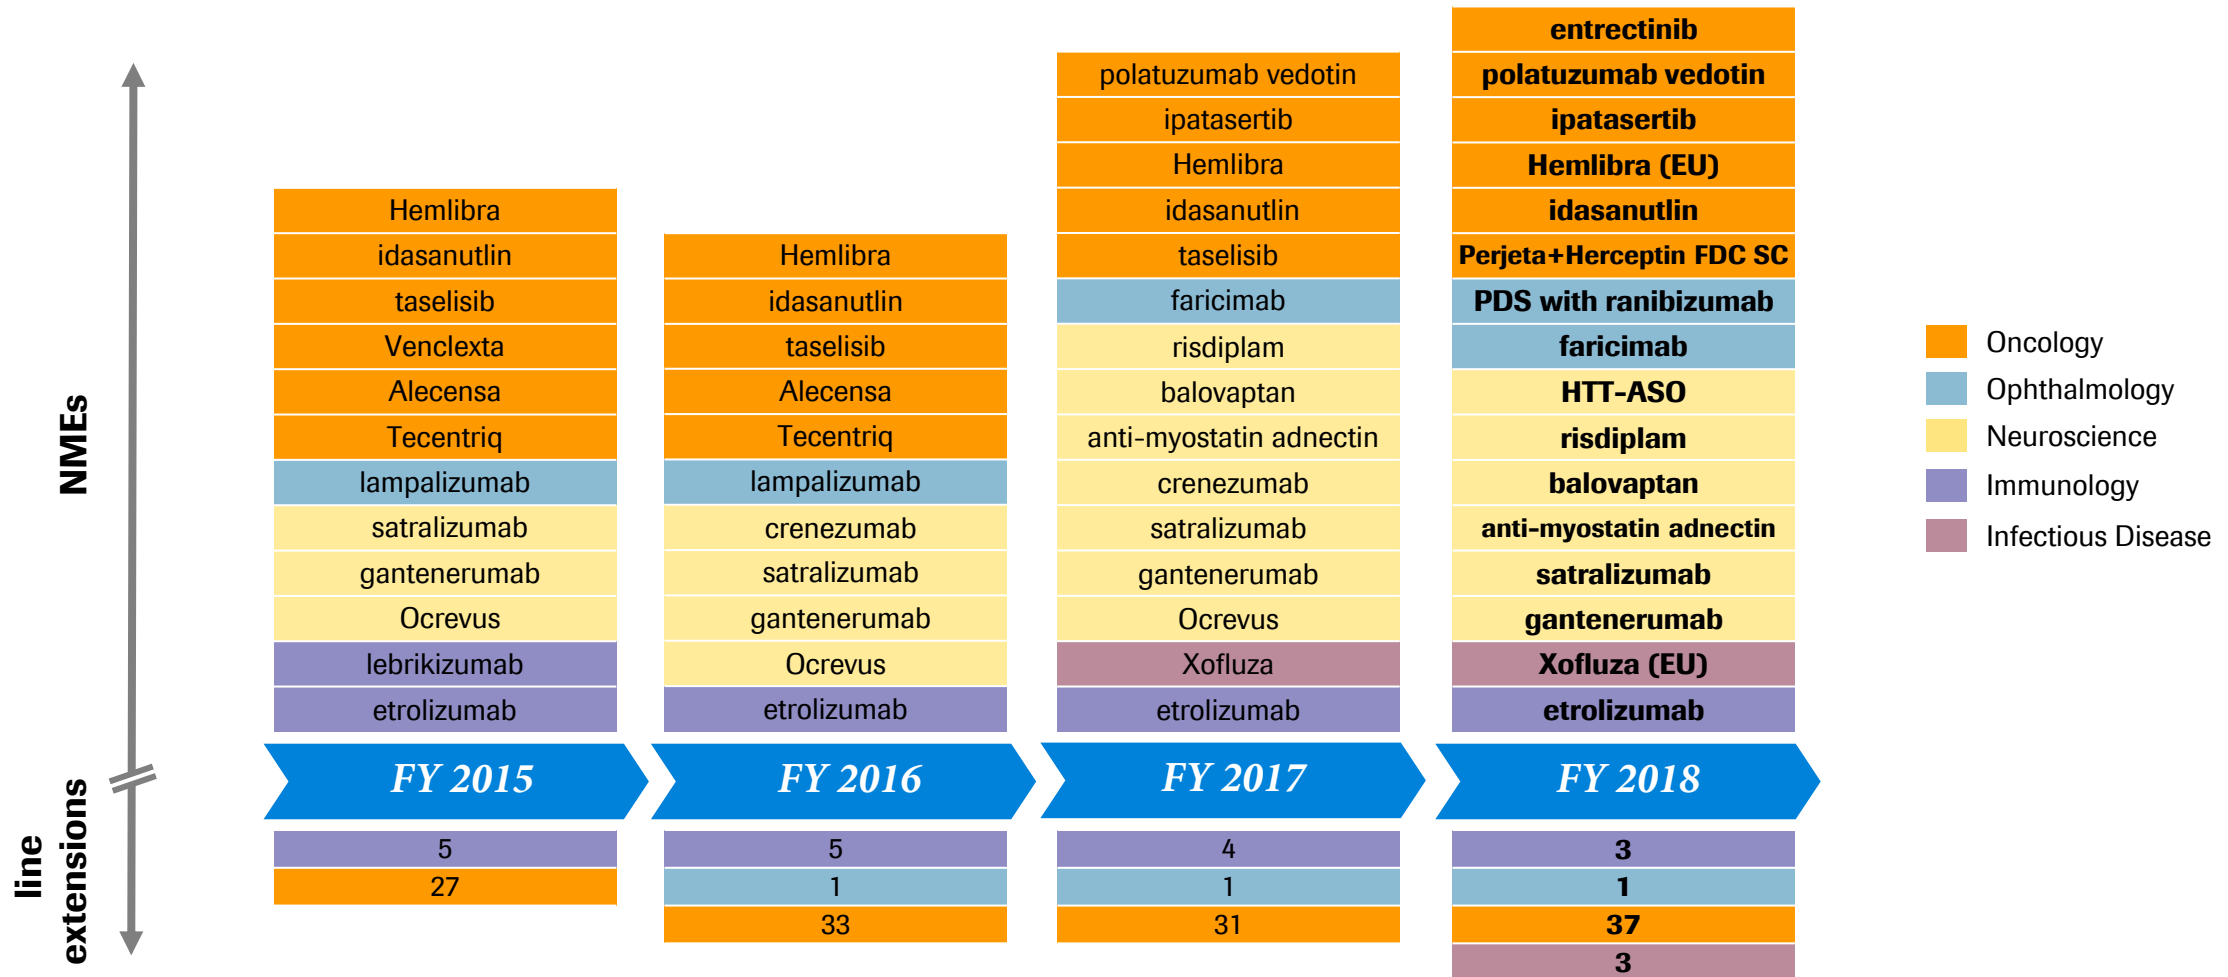 NMEs
line
extensions
Hemlibra
idasanutlin
taselisib
Venclexta
Alecensa
Tecentriq
lampalizumab
satralizumab
gantenerumab
Ocrevus
lebrikizumab
etrolizumab
FY 2015
5
27
Hemlibra
idasanutlin
taselisib
Alecensa
Tecentriq
lampalizumab
crenezumab
satralizumab
gantenerumab
Ocrevus
etrolizumab
FY 2016
5
1
33
polatuzumab vedotin
ipatasertib
Hemlibra
idasanutlin
taselisib
faricimab
risdiplam
balovaptan
anti-myostatin adnectin
crenezumab
satralizumab
gantenerumab
Ocrevus
Xofluza
etrolizumab
FY 2017
4
1
31
entrectinib
polatuzumab vedotin
ipatasertib
Hemlibra (EU)
idasanutlin
Perjeta+Herceptin FDC SC
PDS with ranibizumab
faricimab
HTT-ASO
risdiplam
balovaptan
anti-myostatin adnectin
satralizumab
gantenerumab
Xofluza (EU)
etrolizumab
FY 2018
3
1
37
3
Oncology
Ophthalmology
Neuroscience
Immunology
Infectious Disease